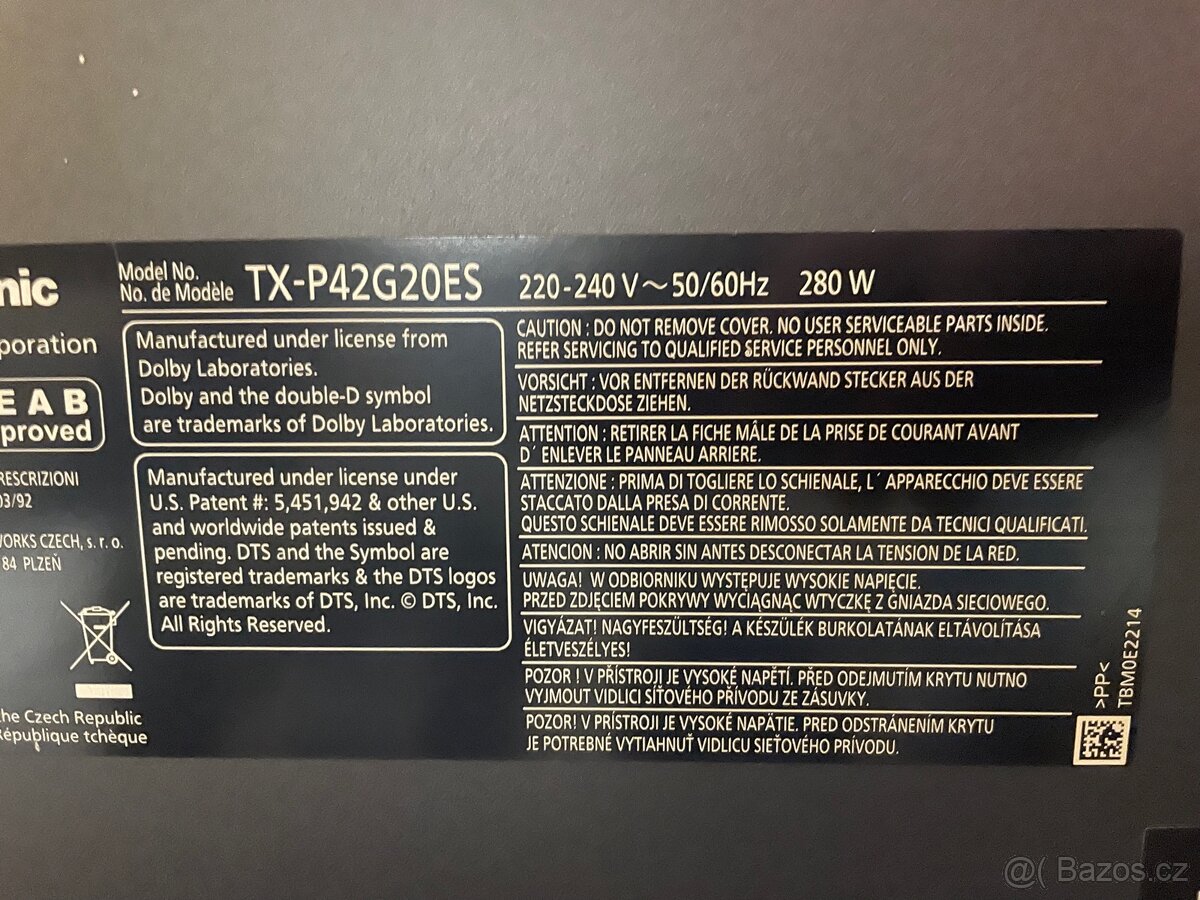 nic
poration
EAB
proved
RESCRIZIONI
03/92
ORKS CZECH, s. r. o.
84 PLZEŇ
he Czech Republic
République tchèque
Model No.
No. de Modèle
TX-P42G20ES
220-240 V~50/60Hz 280 W
Manufactured under license from
Dolby Laboratories.
Dolby and the double-D symbol
are trademarks of Dolby Laboratories.
Manufactured under license under
U.S. Patent #: 5,451,942 & other U.S.
and worldwide patents issued &
pending. DTS and the Symbol are
registered trademarks & the DTS logos
are trademarks of DTS, Inc. © DTS, Inc.
All Rights Reserved.
CAUTION : DO NOT REMOVE COVER. NO USER SERVICEABLE PARTS INSIDE.
REFER SERVICING TO QUALIFIED SERVICE PERSONNEL ONLY.
VORSICHT : VOR ENTFERNEN DER RÜCKWAND STECKER AUS DER
NETZSTECKDOSE ZIEHEN.
ATTENTION : RETIRER LA FICHE MÂLE DE LA PRISE DE COURANT AVANT
D´ ENLEVER LE PANNEAU ARRIERE.
ATTENZIONE : PRIMA DI TOGLIERE LO SCHIENALE, L´ APPARECCHIO DEVE ESSERE
STACCATO DALLA PRESA DI CORRENTE.
QUESTO SCHIENALE DEVE ESSERE RIMOSSO SOLAMENTE DA TECNICI QUALIFICATI.
ATENCION : NO ABRIR SIN ANTES DESCONECTAR LA TENSION DE LA RED.
UWAGA! W ODBIORNIKU WYSTĘPUJE WYSOKIE NAPIĘCIE.
PRZED ZDJĘCIEM POKRYWY WYCIĄGNĄC WTYCZKĘ Z GNIAZDA SIECIOWEGO.
VIGYÁZAT! NAGYFESZÜLTSÉG! A KÉSZÜLÉK BURKOLATÁNAK ELTÁVOLÍTÁSA
ÉLETVESZÉLYES!
POZOR ! V PŘÍSTROJI JE VYSOKÉ NAPĚTÍ. PŘED ODEJMUTÍM KRYTU NUTNO
VYJMOUT VIDLICI SÍŤOVÉHO PŘÍVODU ZE ZÁSUVKY.
POZOR! V PRÍSTROJI JE VYSOKÉ NAPÄTIE. PRED ODSTRÁNENÍM KRYTU
JE POTREBNÉ VYTIAHNUŤ VIDLICU SIEŤOVÉHO PRÍVODU.
>PP<
TBM0E2214
@( Bazos.cz